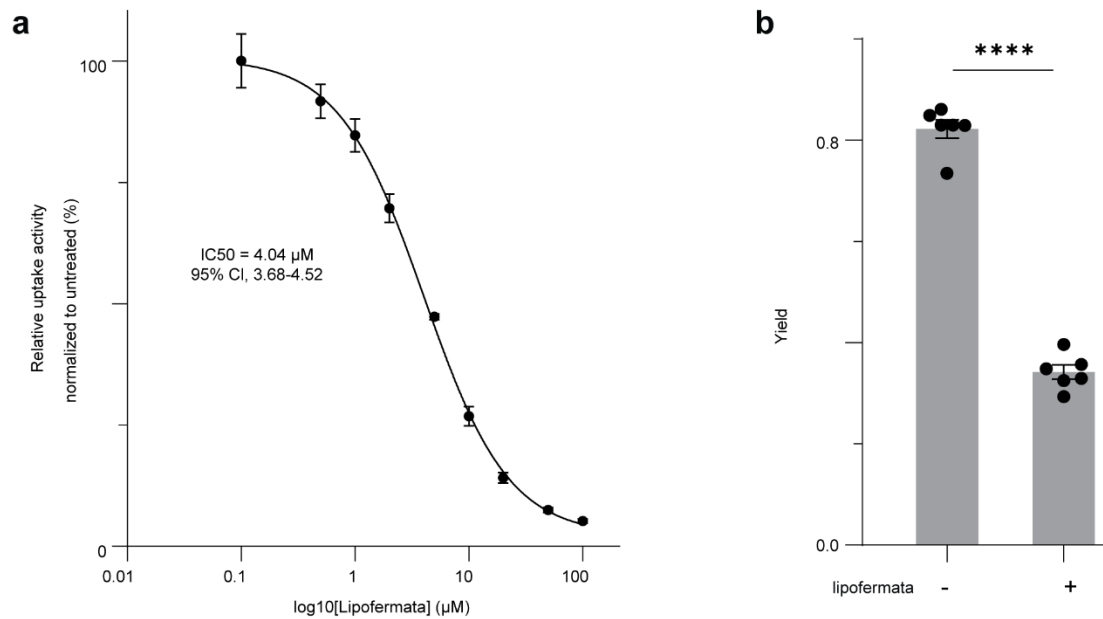 a
100
Relative uptake activity
normalized to untreated (%)
IC50 = 4.04 µM
95% CI, 3.68-4.52
0
0.01
0.1
1
10
100
log10[Lipofermata] (µM)
b
****
0.8
Yield
0.0
lipofermata - +